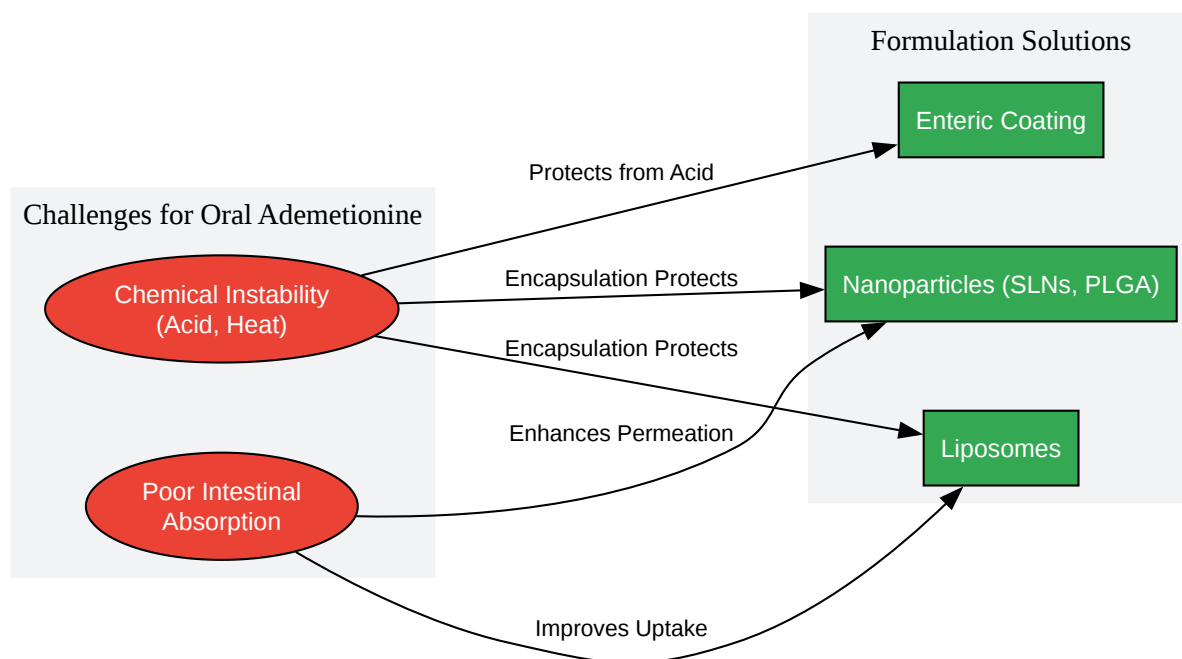 Formulation Solutions
Enteric Coating
Protects from Acid
Challenges for Oral Ademetionine
Encapsulation Protects
Nanoparticles (SLNs, PLGA)
Chemical Instability
(Acid, Heat)
Encapsulation Protects
Enhances Permeation
Liposomes
Poor Intestinal
Absorption
Improves Uptake